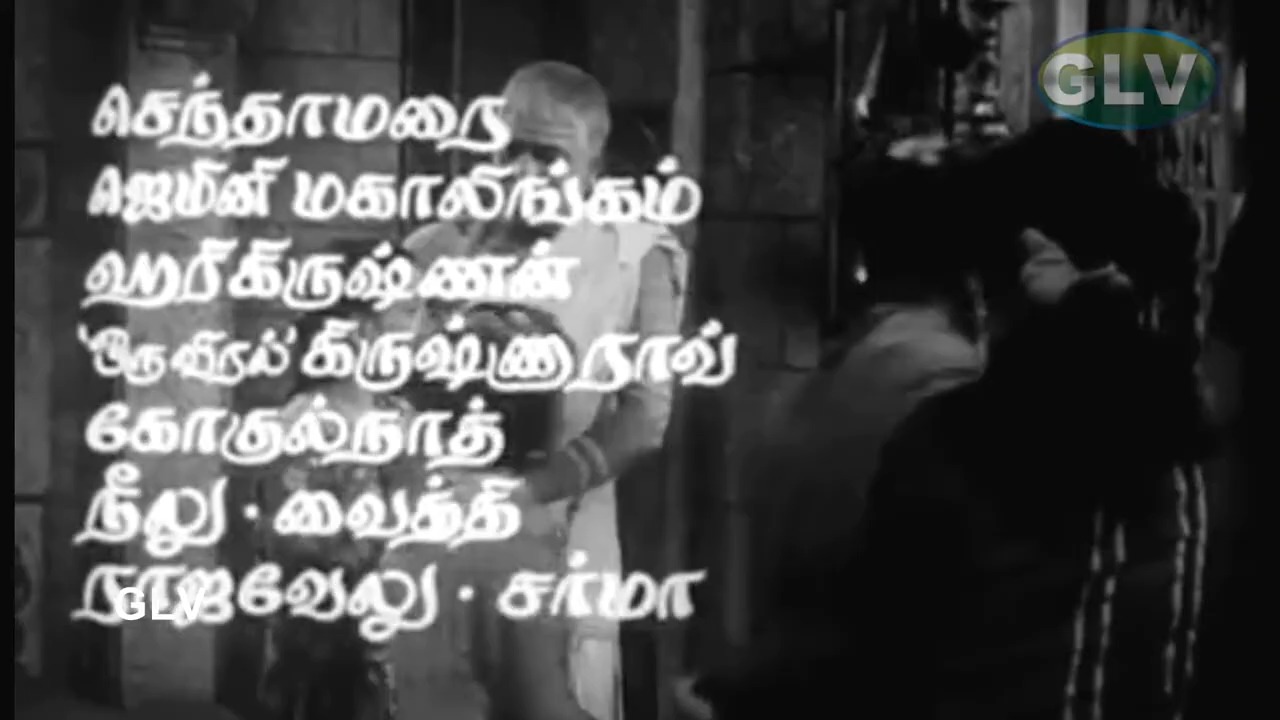 GLV
செந்தாமரை
ஜெமினி மகாலிங்கம்
ஹரிகிருஷ்ணன்
'ஒருவிரல்' கிருஷ்ணராவ்
கோகுல்நாத்
நீலு · வைத்தி
ராஜவேலு · சர்மா
GLV